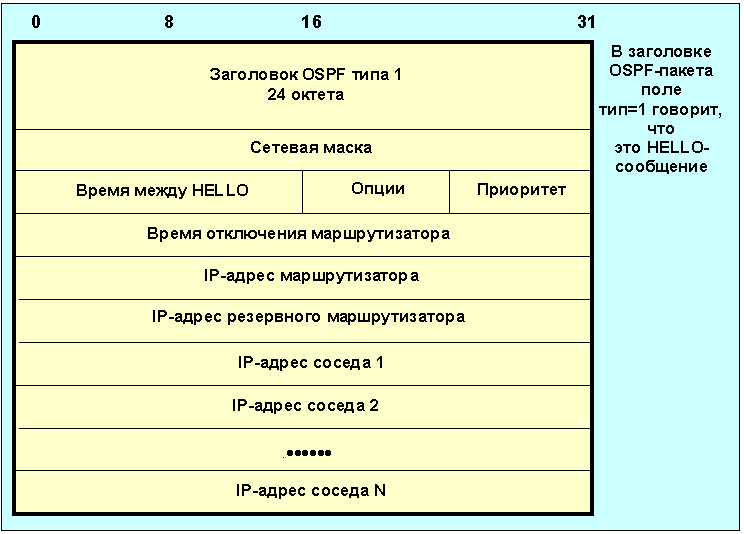 0 8 16 31
Заголовок OSPF типа 1
24 октета
Сетевая маска
Время между HELLO Опции Приоритет
Время отключения маршрутизатора
IP-адрес маршрутизатора
IP-адрес резервного маршрутизатора
IP-адрес соседа 1
IP-адрес соседа 2
.••••••
IP-адрес соседа N
В заголовке
OSPF-пакета
поле
тип=1 говорит,
что
это HELLO-
сообщение